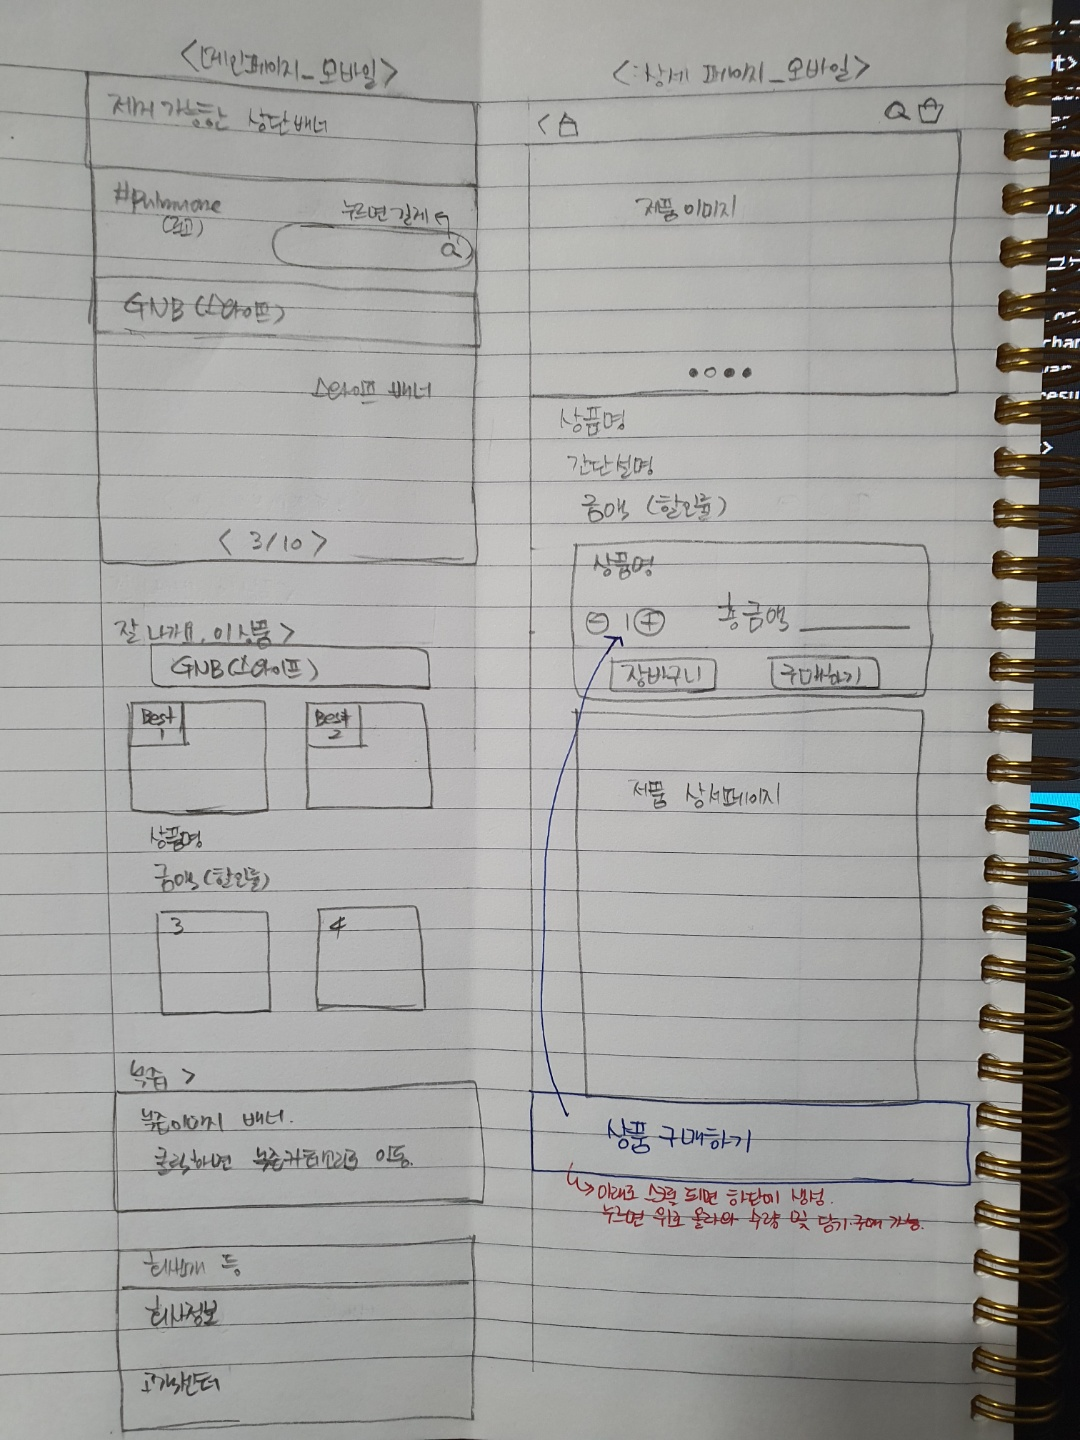 <메인페이지_모바일>
제거 가능한 상단배너
#pulmuone
(로고)
누르면 길게
GNB (스와이프)
스와이프 배너
< 3/10 >
잘 나가요, 이 상품 >
GNB(스와이프)
Best
1
Best
2
상품명
금액(할인율)
3
4
녹즙 >
녹즙이미지 배너.
클릭하면 녹즙카테고리로 이동.
회사소개 등
회사정보
고객센터
<상세 페이지_모바일>
<
제품 이미지
상품명
간단설명
금액 (할인율)
상품명
- 1 +
총 금액
장바구니
구매하기
제품 상세페이지
상품 구매하기
아래로 스크롤 되면 하단에 생성.
누르면 위로 올라와 수량 및 담기·구매 가능.